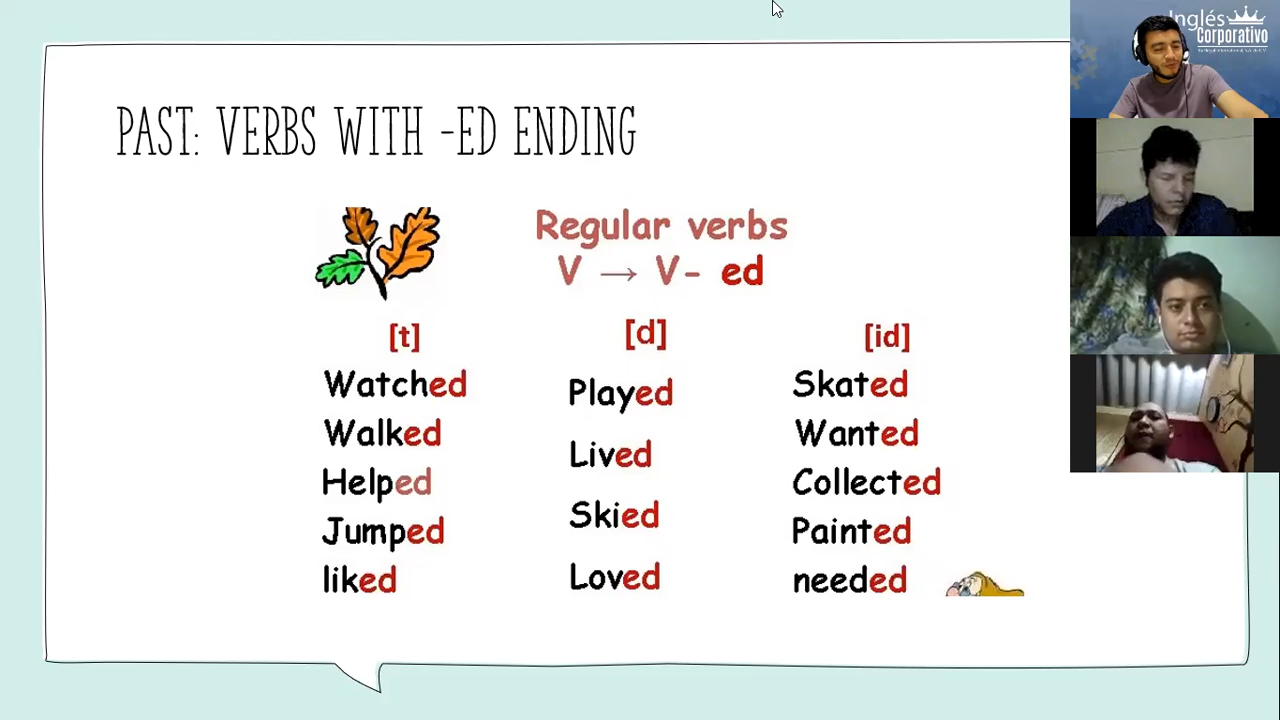 PAST: VERBS WITH -ED ENDING
Regular verbs
V → V- ed
[t]
Watched
Walked
Helped
Jumped
liked
[d]
Played
Lived
Skied
Loved
[id]
Skated
Wanted
Collected
Painted
needed
Inglés
Corporativo